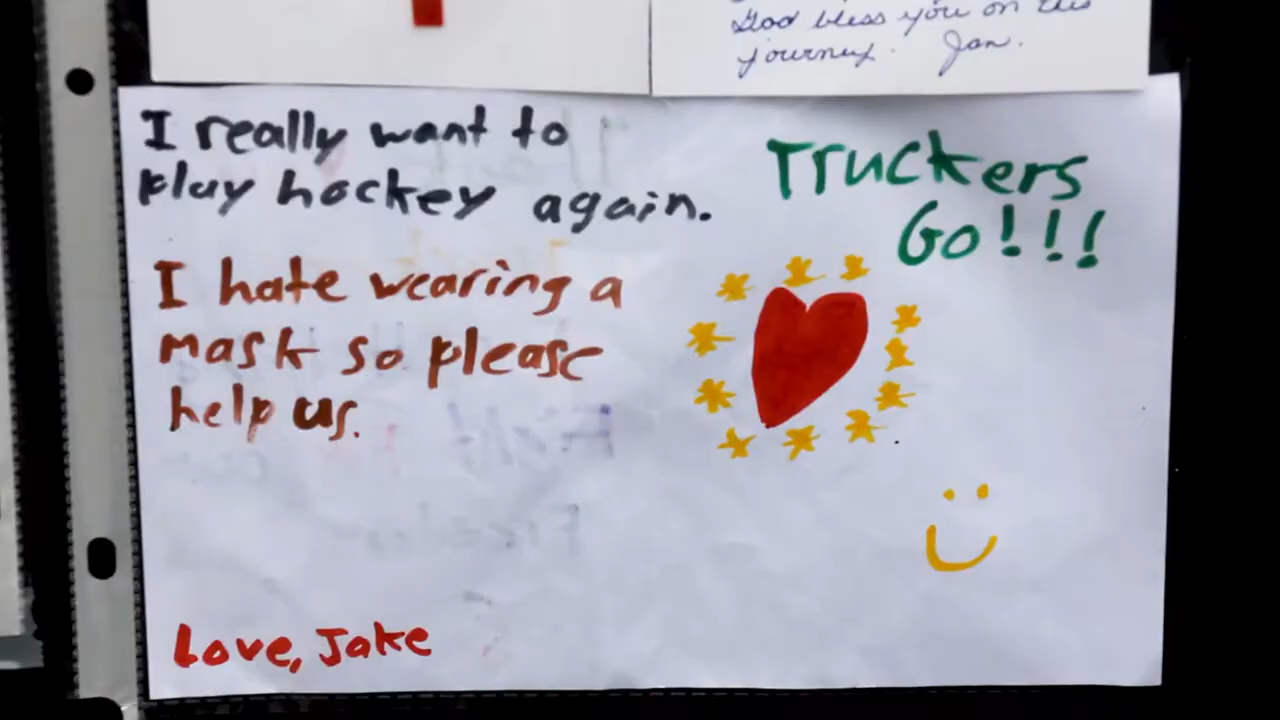 God bless you on this
journey. Jan.
I really want to
play hockey again.
Truckers
Go!!!
I hate wearing a
mask so please
help us.
Love, Jake